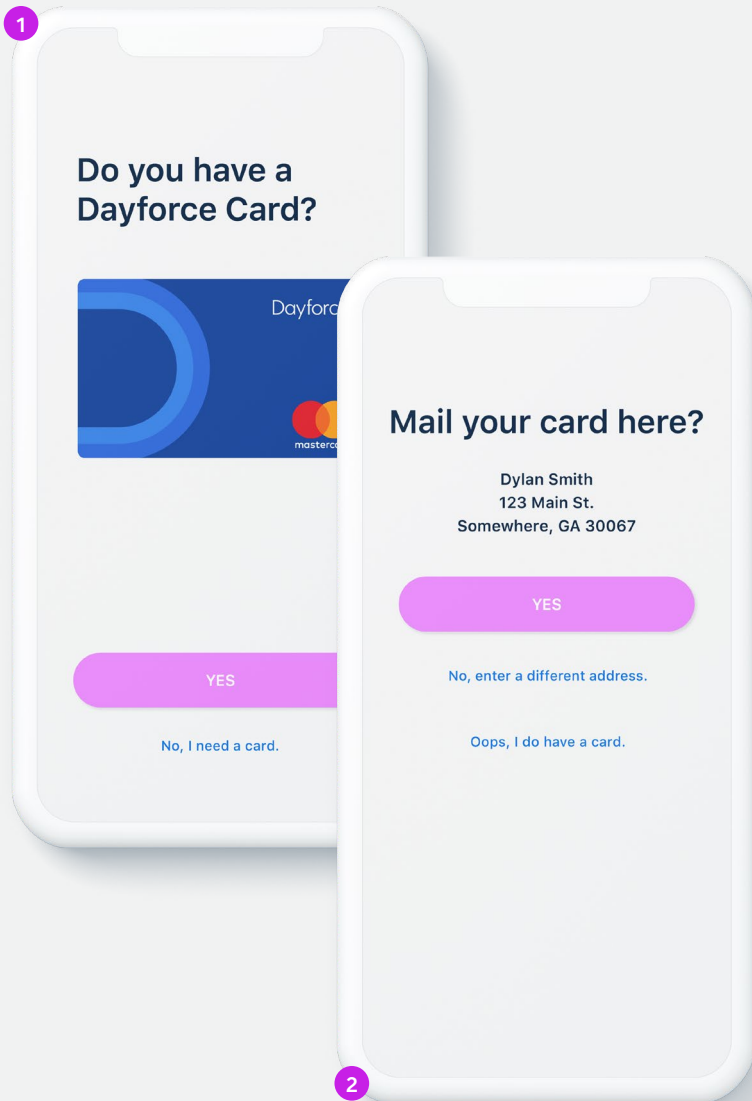 1
Do you have a
Dayforce Card?
YES
No, I need a card.
Mail your card here?
Dylan Smith
123 Main St.
Somewhere, GA 30067
YES
No, enter a different address.
Oops, I do have a card.
2